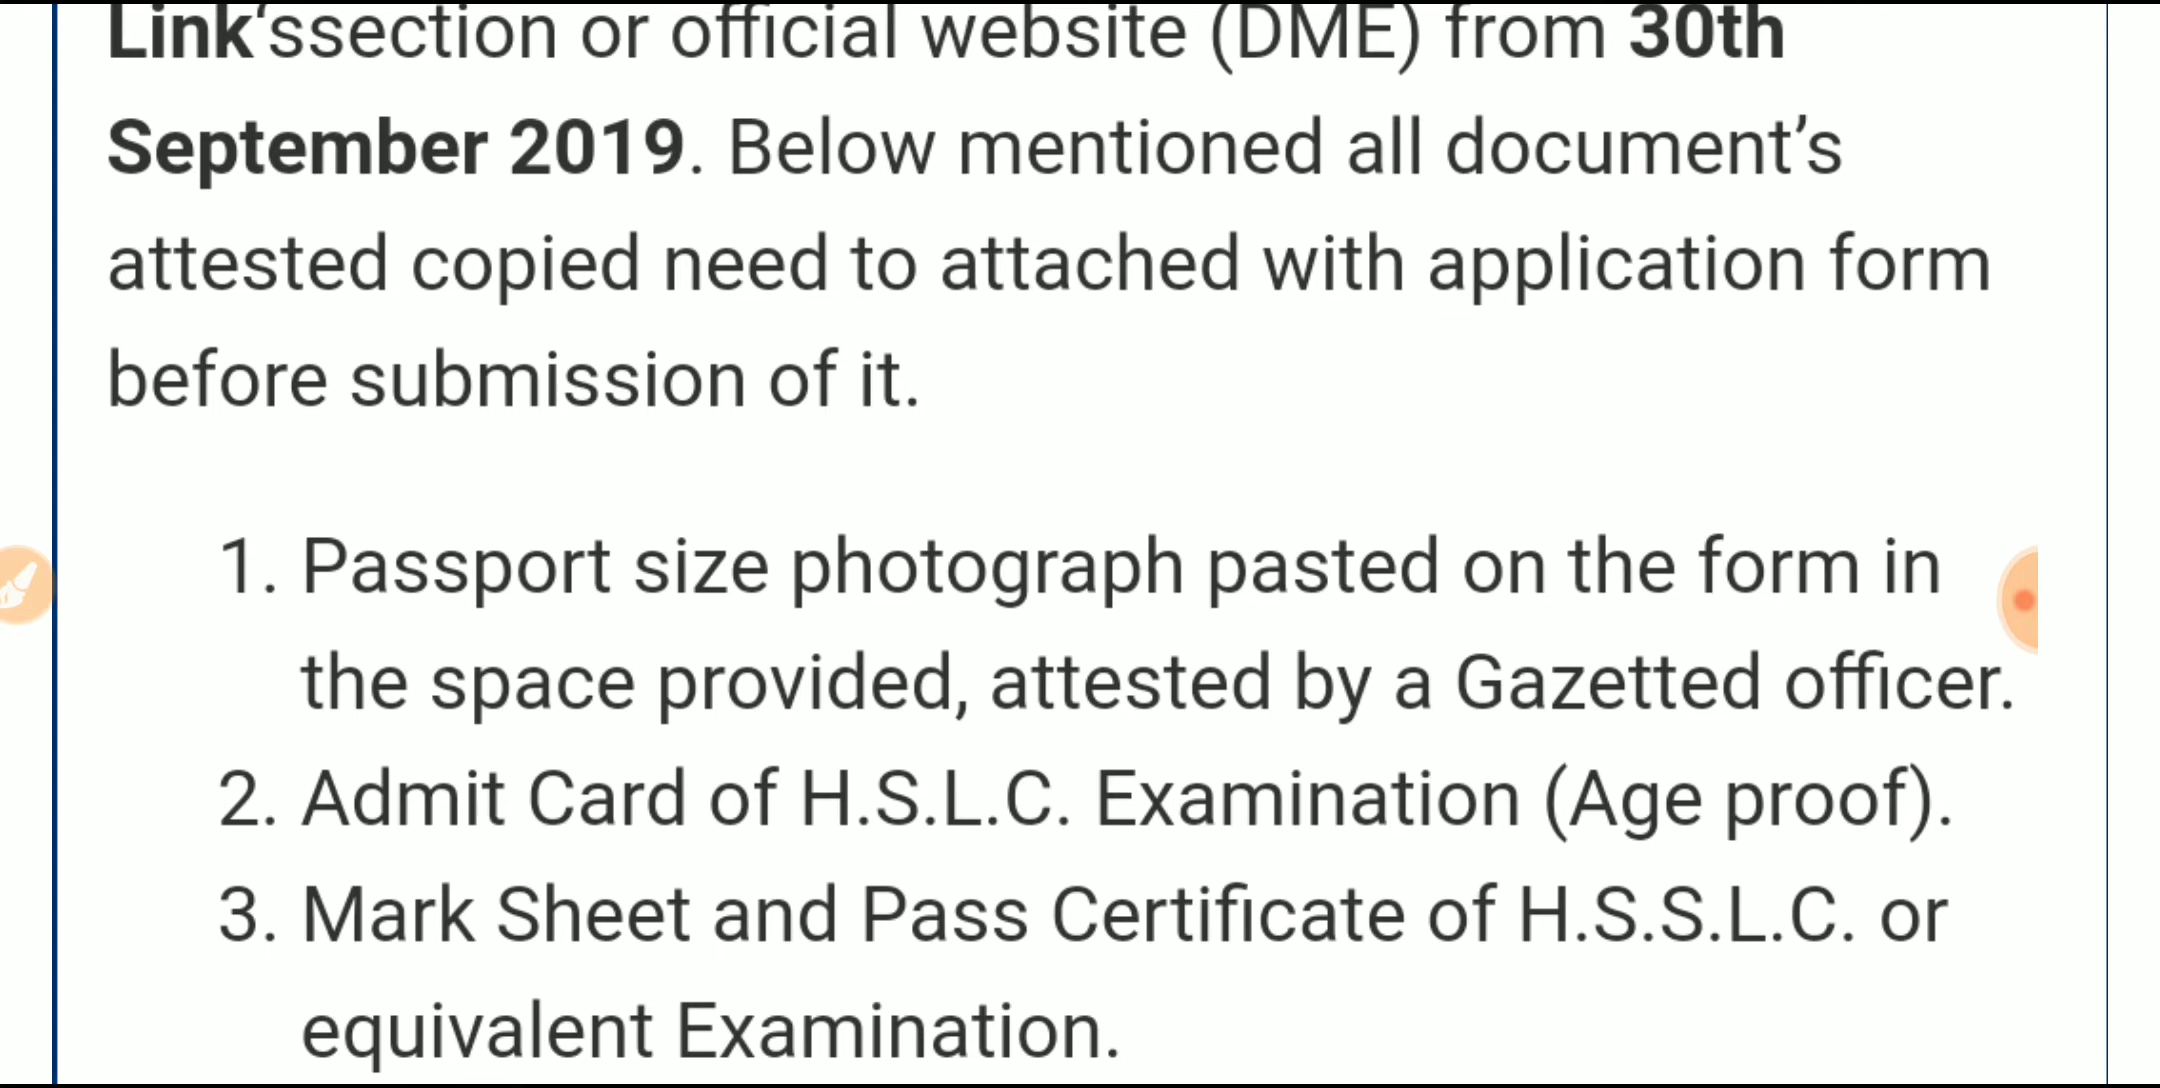 Link‘ssection or official website (DME) from 30th
September 2019. Below mentioned all document’s
attested copied need to attached with application form
before submission of it.
1. Passport size photograph pasted on the form in
the space provided, attested by a Gazetted officer.
2. Admit Card of H.S.L.C. Examination (Age proof).
3. Mark Sheet and Pass Certificate of H.S.S.L.C. or
equivalent Examination.